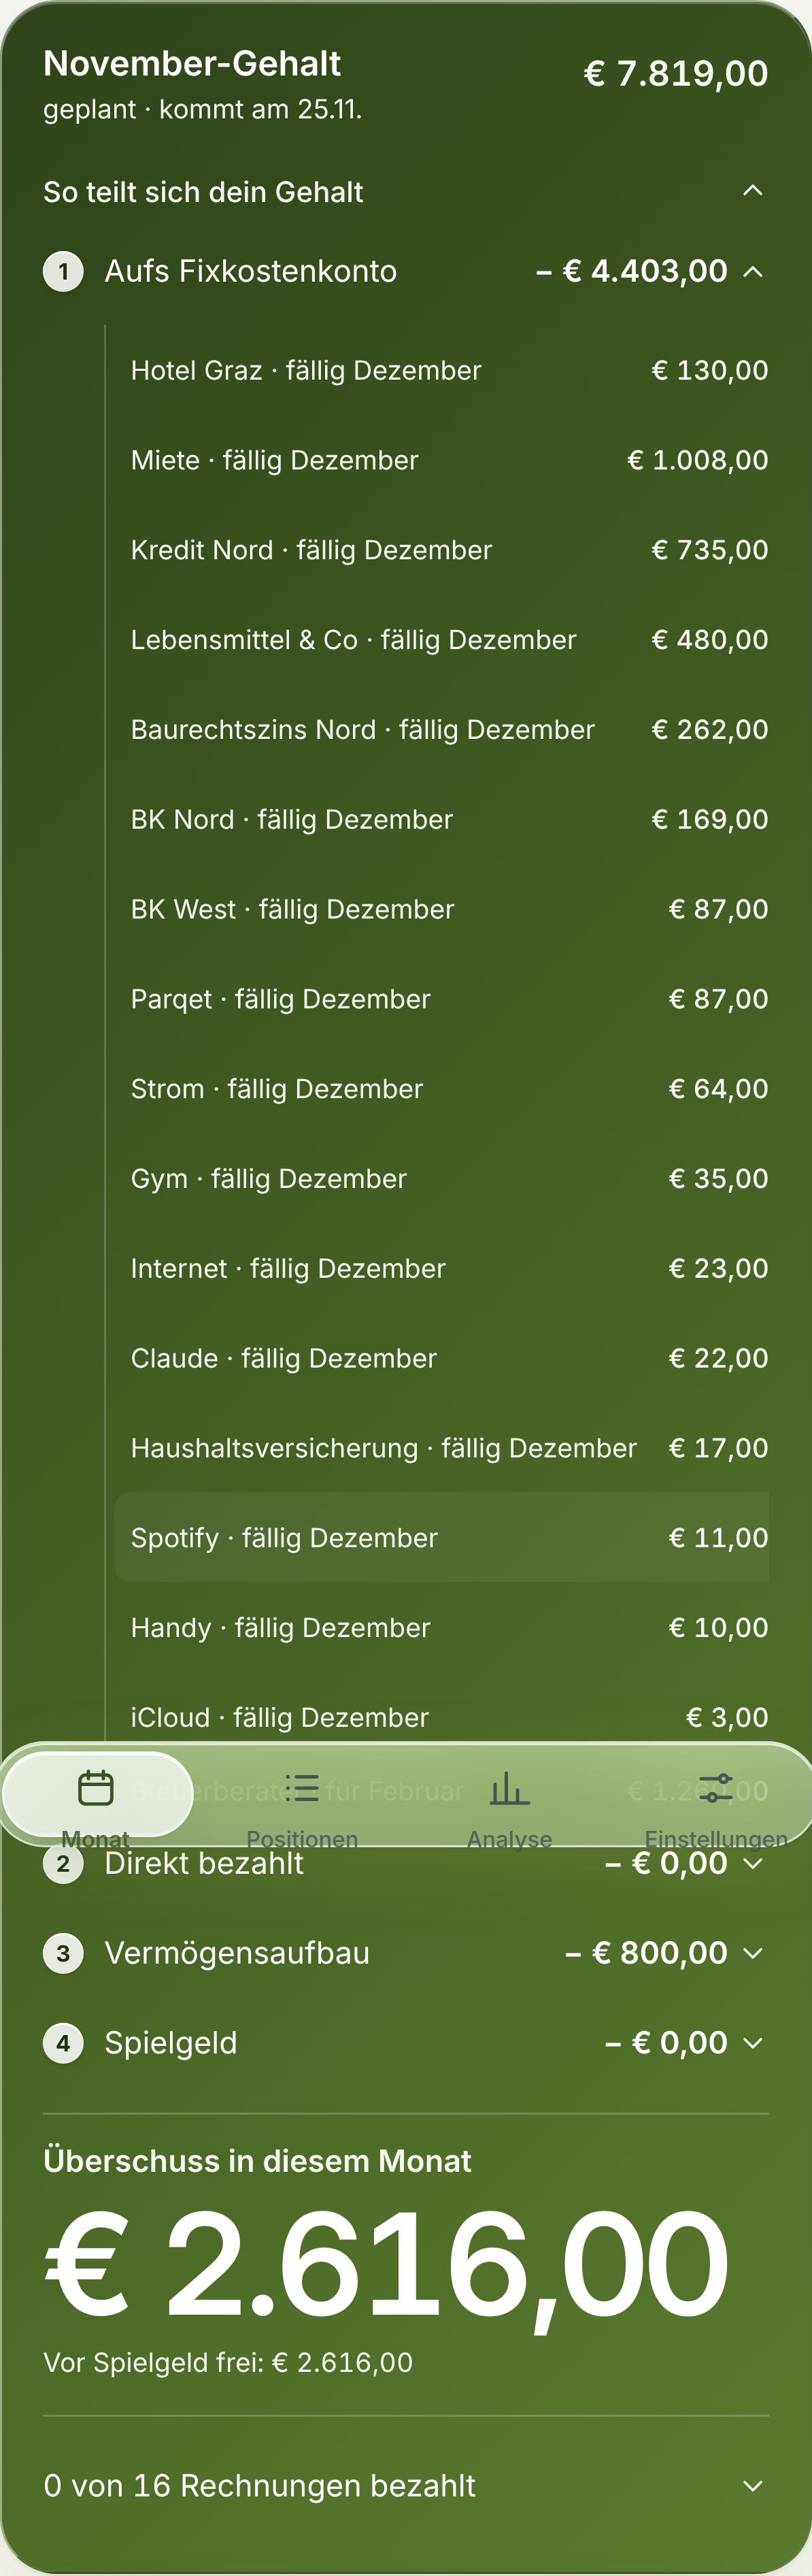 November-Gehalt
€ 7.819,00
geplant · kommt am 25.11.
So teilt sich dein Gehalt
1 Aufs Fixkostenkonto – € 4.403,00
Hotel Graz · fällig Dezember € 130,00
Miete · fällig Dezember € 1.008,00
Kredit Nord · fällig Dezember € 735,00
Lebensmittel & Co · fällig Dezember € 480,00
Baurechtszins Nord · fällig Dezember € 262,00
BK Nord · fällig Dezember € 169,00
BK West · fällig Dezember € 87,00
Parqet · fällig Dezember € 87,00
Strom · fällig Dezember € 64,00
Gym · fällig Dezember € 35,00
Internet · fällig Dezember € 23,00
Claude · fällig Dezember € 22,00
Haushaltsversicherung · fällig Dezember € 17,00
Spotify · fällig Dezember € 11,00
Handy · fällig Dezember € 10,00
iCloud · fällig Dezember € 3,00
für Februar
Monat Positionen Analyse Einstellungen
2 Direkt bezahlt – € 0,00
3 Vermögensaufbau – € 800,00
4 Spielgeld – € 0,00
Überschuss in diesem Monat
€ 2.616,00
Vor Spielgeld frei: € 2.616,00
0 von 16 Rechnungen bezahlt